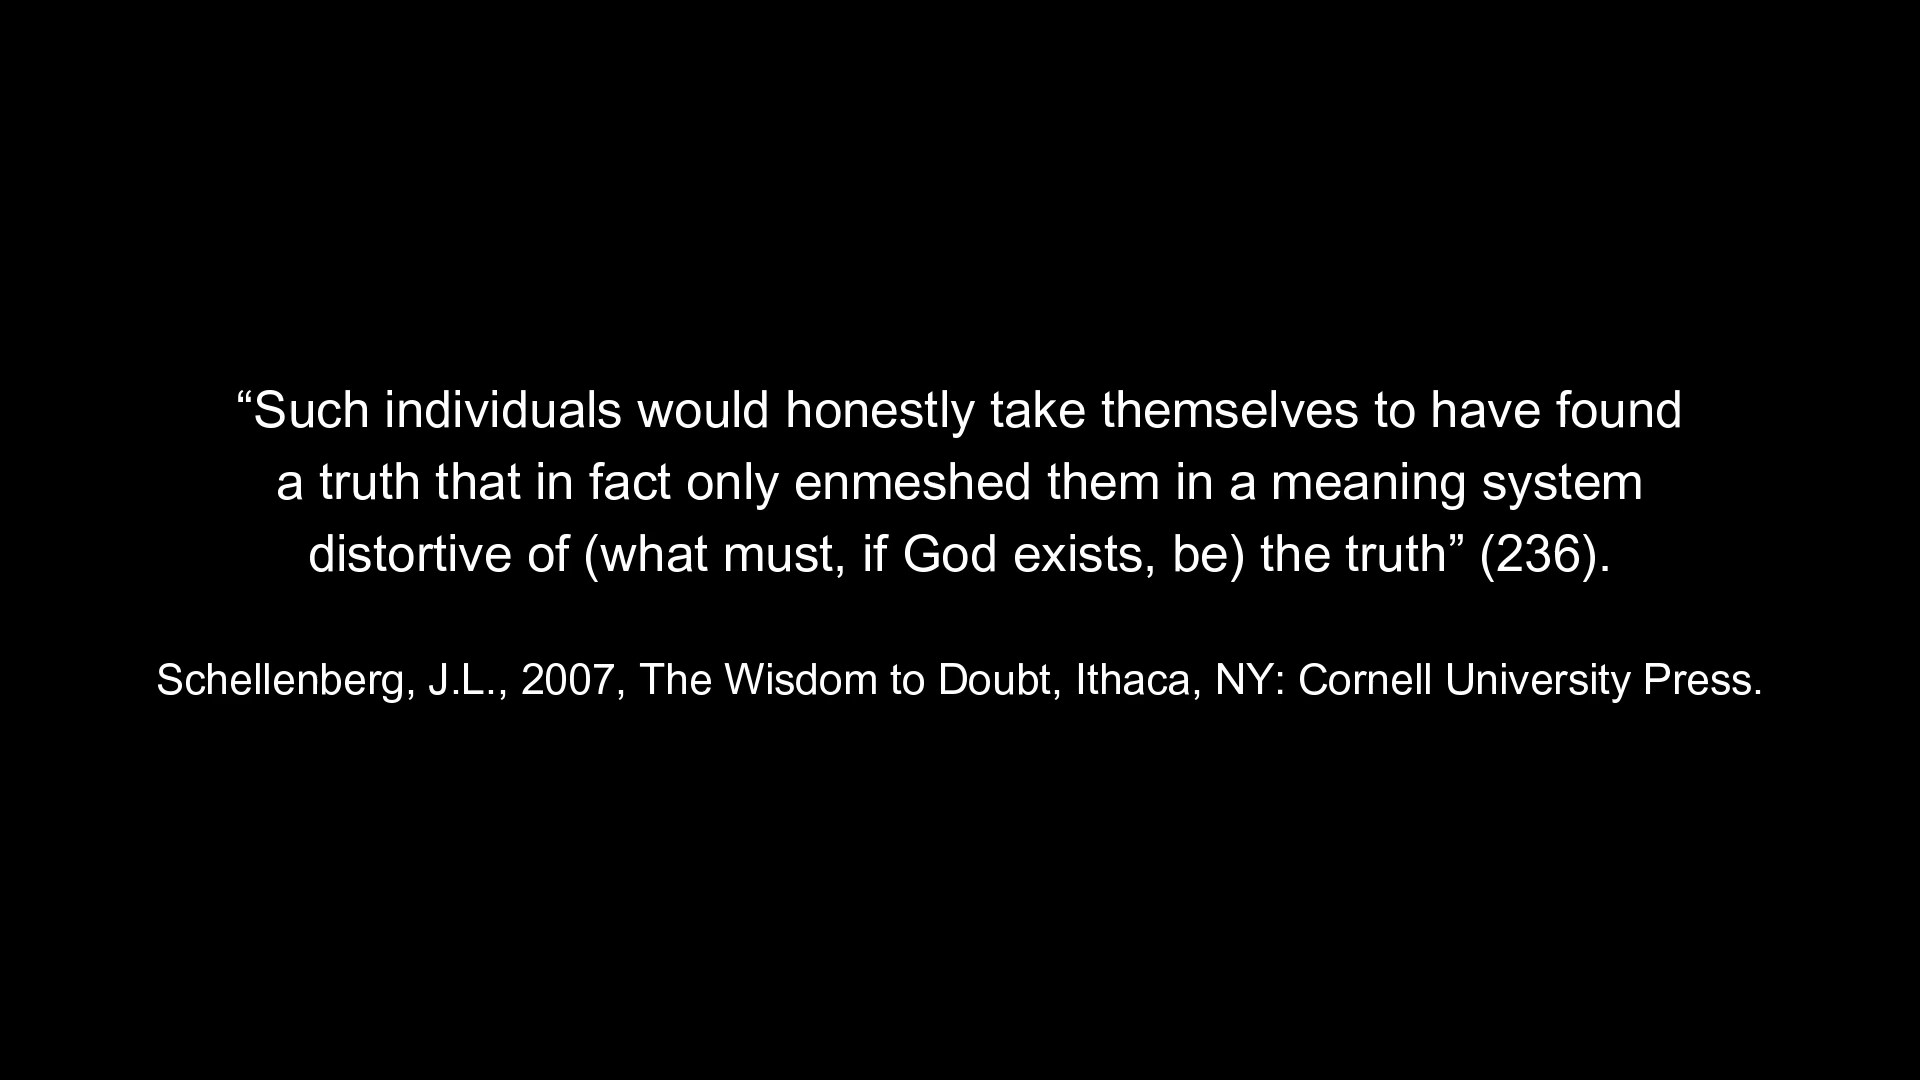 “Such individuals would honestly take themselves to have found
a truth that in fact only enmeshed them in a meaning system
distortive of (what must, if God exists, be) the truth” (236).
Schellenberg, J.L., 2007, The Wisdom to Doubt, Ithaca, NY: Cornell University Press.